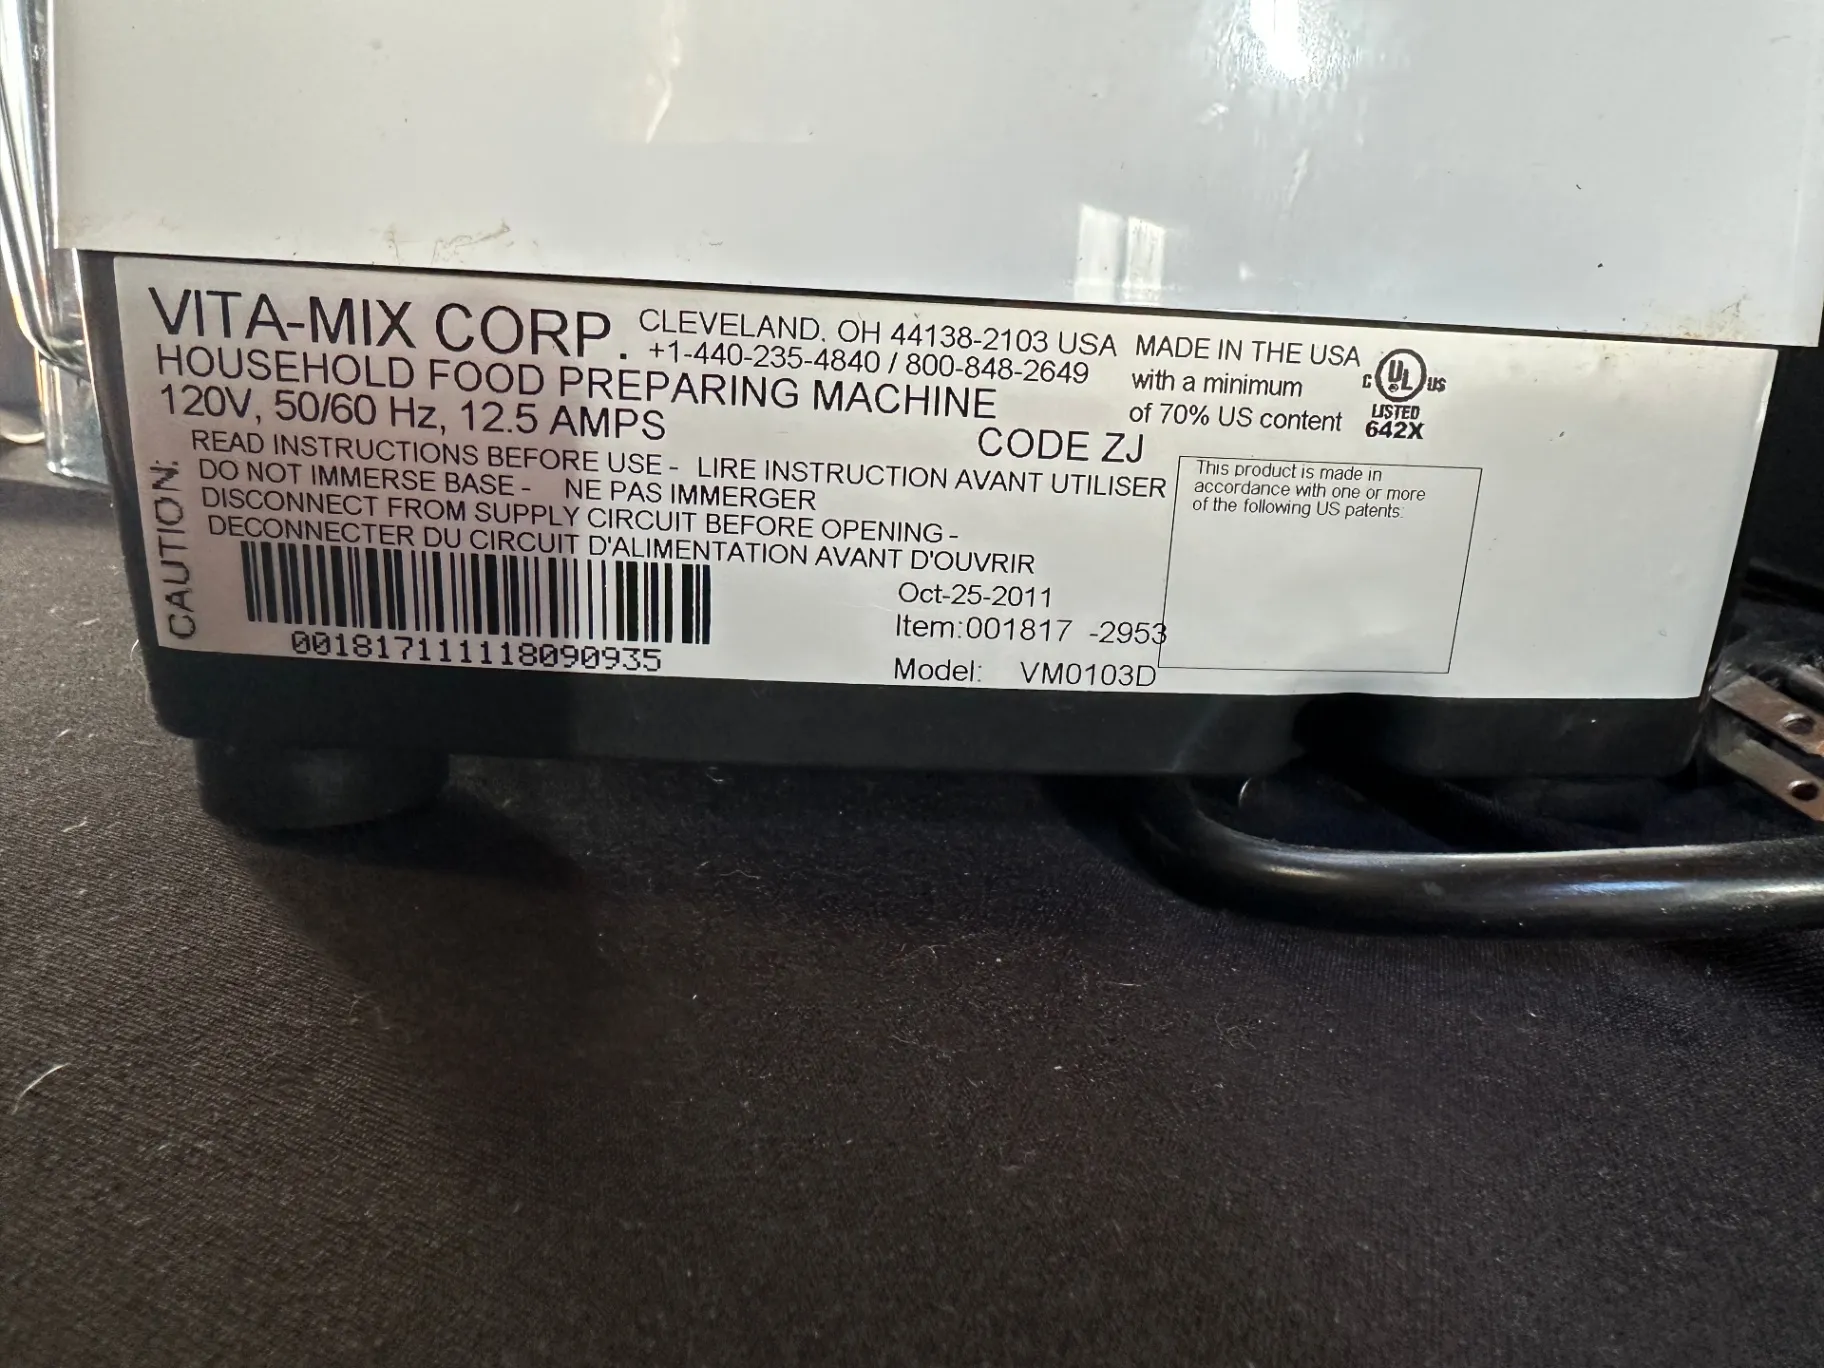 VITA-MIX CORP. CLEVELAND, OH 44138-2103 USA
+1-440-235-4840 / 800-848-2649
HOUSEHOLD FOOD PREPARING MACHINE
120V, 50/60 Hz, 12.5 AMPS
CODE ZJ
MADE IN THE USA
with a minimum
of 70% US content
C UL US
LISTED
642X
CAUTION:
READ INSTRUCTIONS BEFORE USE - LIRE INSTRUCTION AVANT UTILISER
DO NOT IMMERSE BASE - NE PAS IMMERGER
DISCONNECT FROM SUPPLY CIRCUIT BEFORE OPENING -
DECONNECTER DU CIRCUIT D'ALIMENTATION AVANT D'OUVRIR
This product is made in
accordance with one or more
of the following US patents:
001817111118090935
Oct-25-2011
Item:001817 -2953
Model: VM0103D